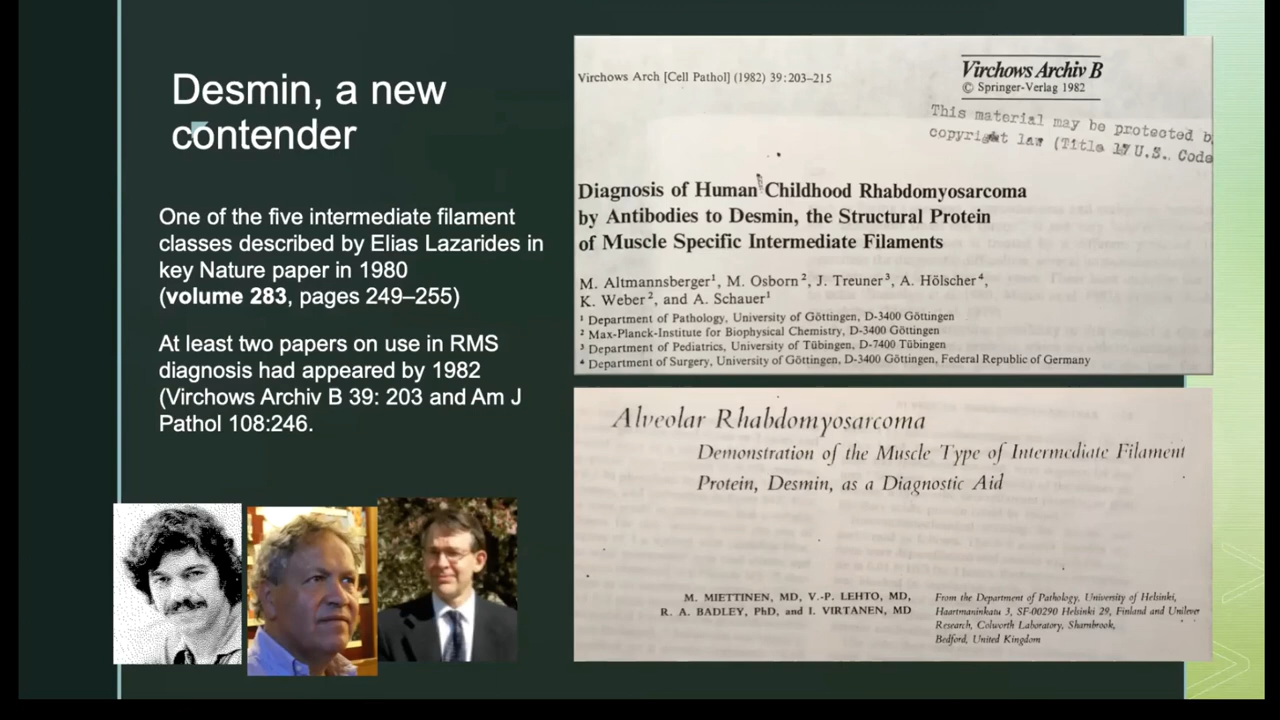 Desmin, a new
contender
One of the five intermediate filament
classes described by Elias Lazarides in
key Nature paper in 1980
(volume 283, pages 249–255)
At least two papers on use in RMS
diagnosis had appeared by 1982
(Virchows Archiv B 39: 203 and Am J
Pathol 108:246.
Virchows Arch [Cell Pathol] (1982) 39:203–215
Virchows Archiv B
© Springer-Verlag 1982
This material may be protected b
copyright law (Title 17 U.S. Code
Diagnosis of Human Childhood Rhabdomyosarcoma
by Antibodies to Desmin, the Structural Protein
of Muscle Specific Intermediate Filaments
M. Altmannsberger¹, M. Osborn², J. Treuner³, A. Hölscher⁴,
K. Weber², and A. Schauer¹
¹ Department of Pathology, University of Göttingen, D-3400 Göttingen
² Max-Planck-Institute for Biophysical Chemistry, D-3400 Göttingen
³ Department of Pediatrics, University of Tübingen, D-7400 Tübingen
⁴ Department of Surgery, University of Göttingen, D-3400 Göttingen, Federal Republic of Germany
Alveolar Rhabdomyosarcoma
Demonstration of the Muscle Type of Intermediate Filament
Protein, Desmin, as a Diagnostic Aid
M. MIETTINEN, MD, V.-P. LEHTO, MD,
R. A. BADLEY, PhD, and I. VIRTANEN, MD
From the Department of Pathology, University of Helsinki,
Haartmaninkatu 3, SF-00290 Helsinki 29, Finland and Unilever
Research, Colworth Laboratory, Sharnbrook,
Bedford, United Kingdom